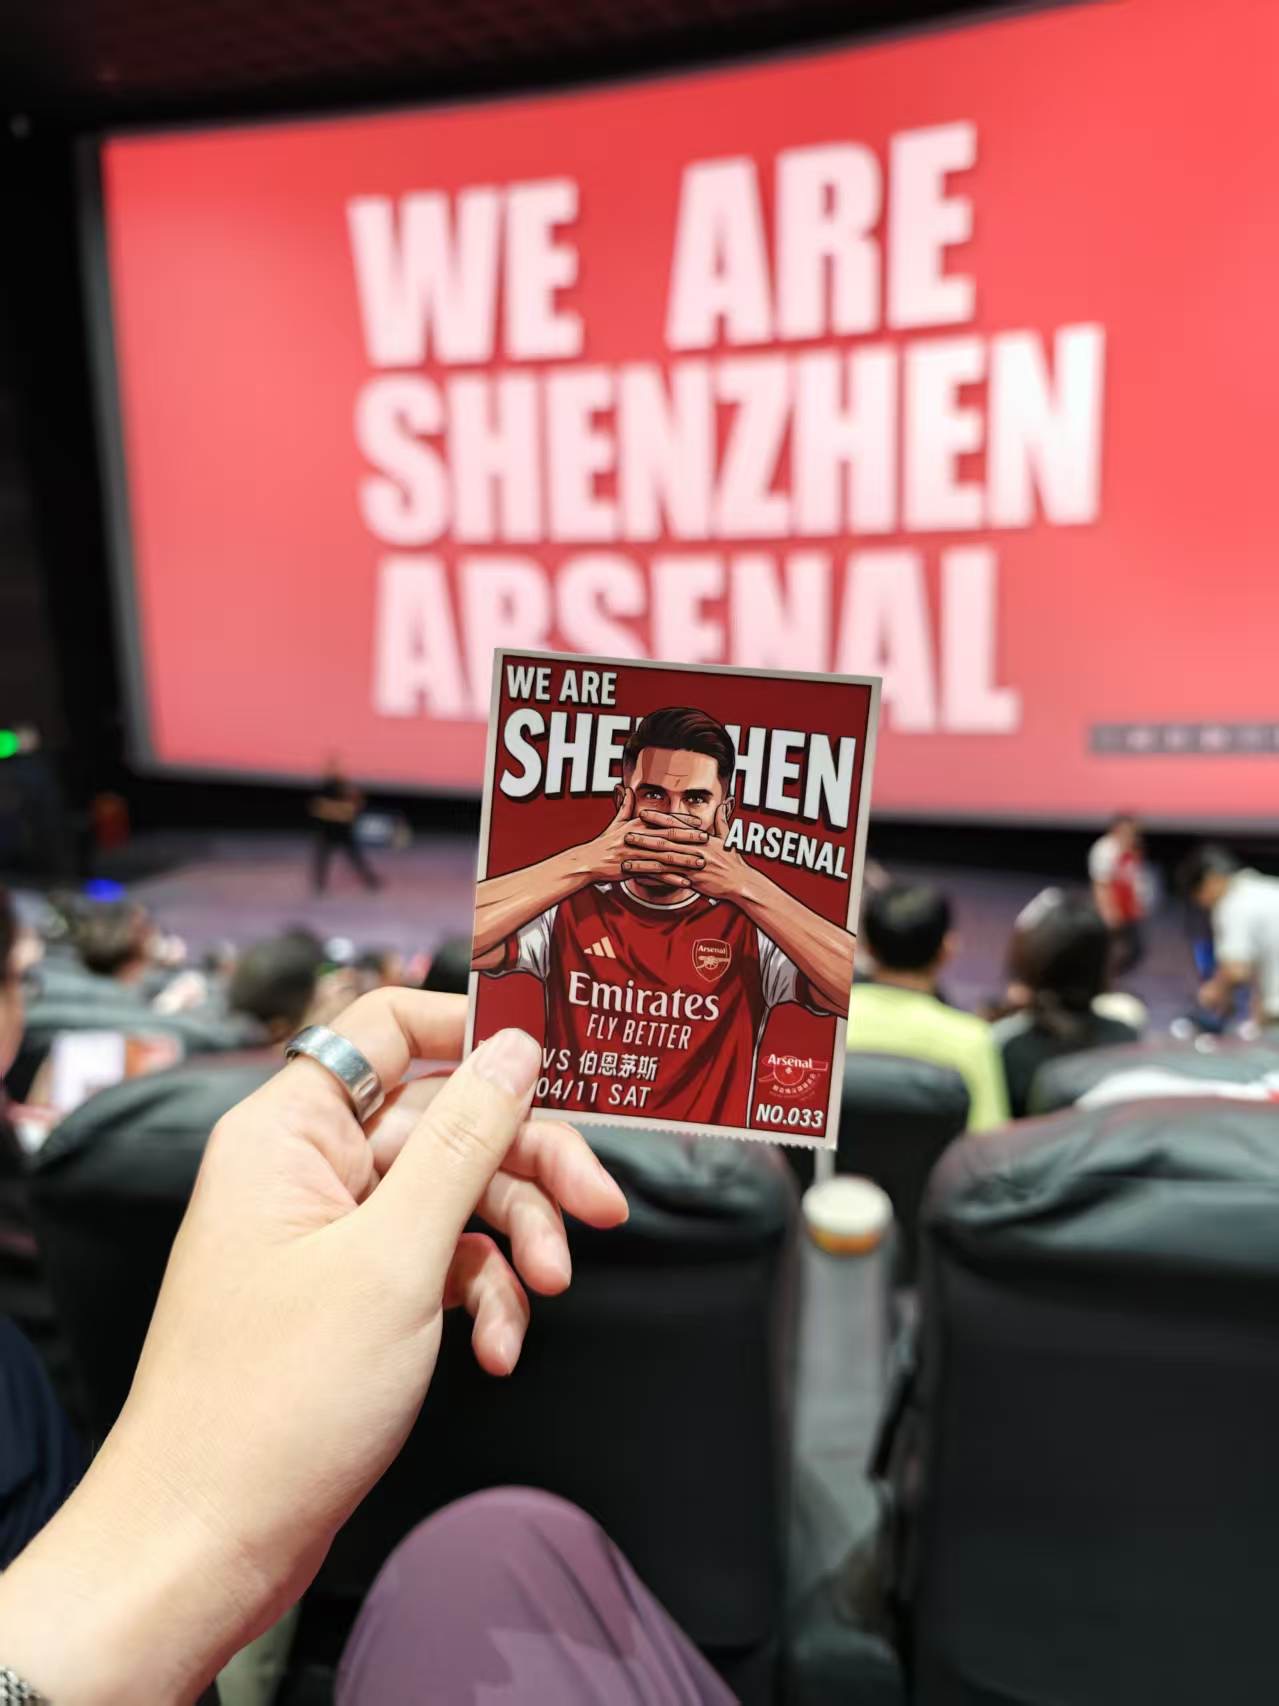 WE ARE
SHENZHEN
ARSENAL
WE ARE
SHE HEN
ARSENAL
Arsenal
Emirates
FLY BETTER
VS 伯恩茅斯
04/11 SAT
Arsenal
NO.033